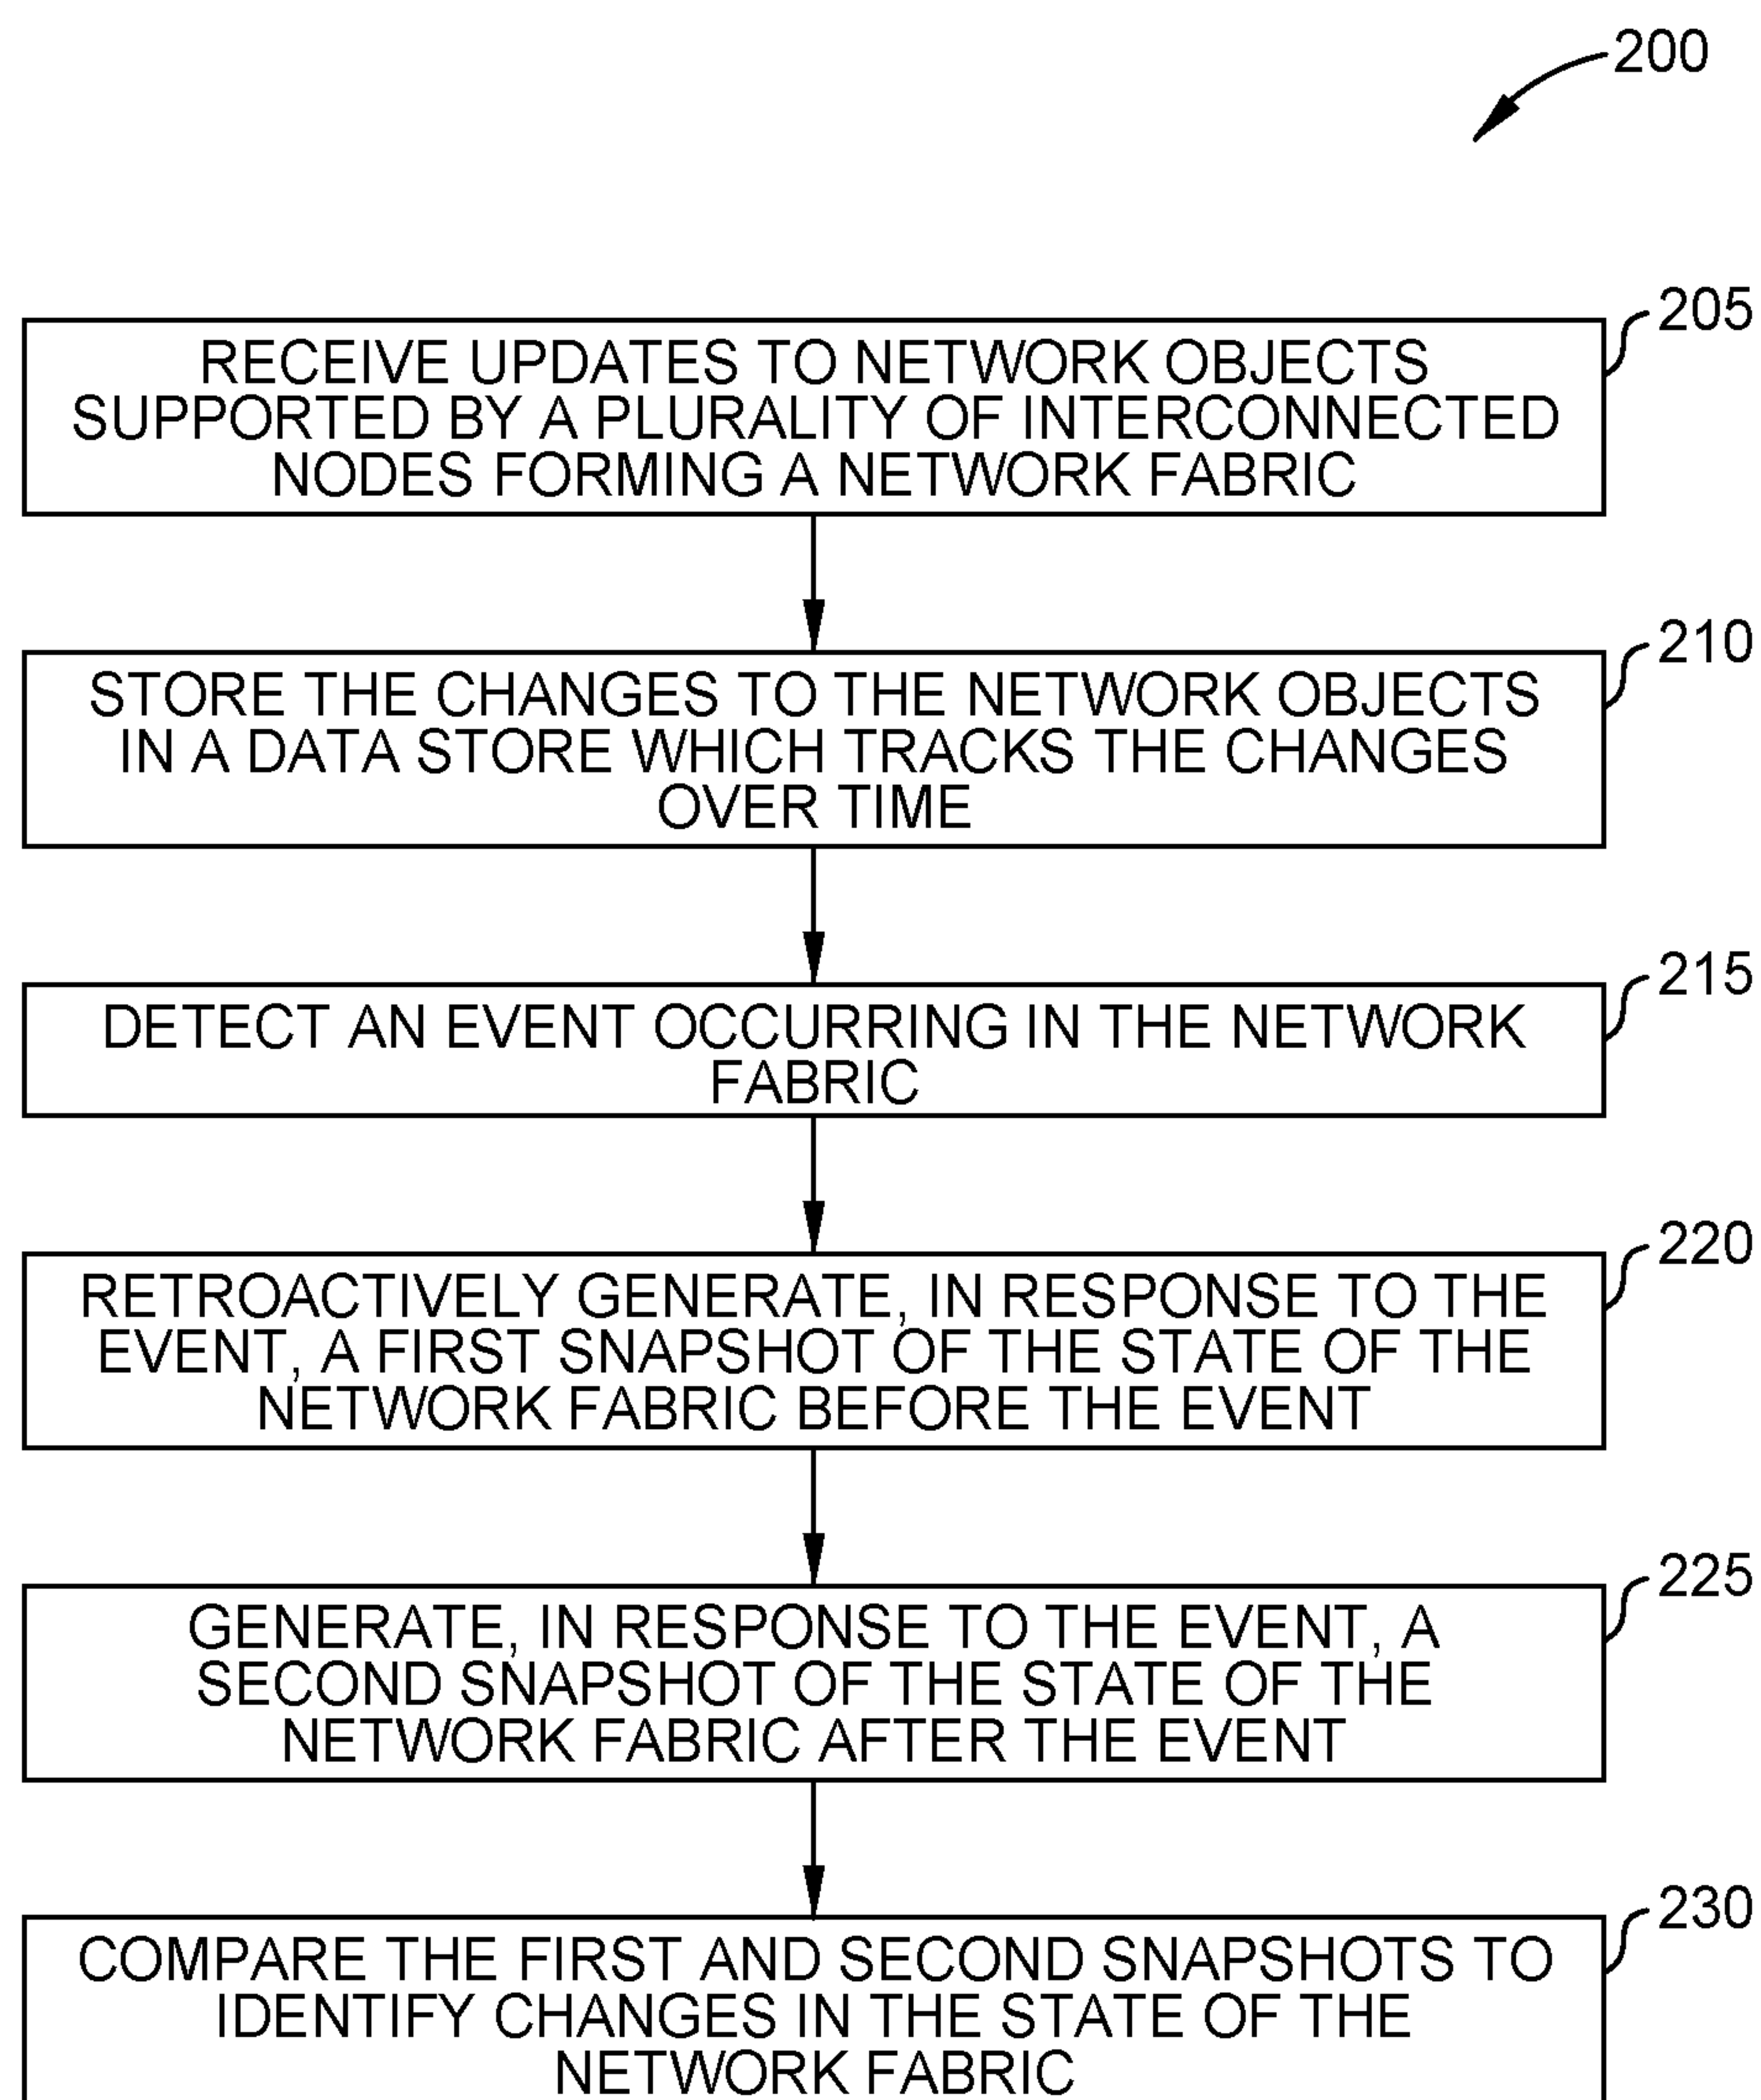 200
205
RECEIVE UPDATES TO NETWORK OBJECTS
SUPPORTED BY A PLURALITY OF INTERCONNECTED
NODES FORMING A NETWORK FABRIC
210
STORE THE CHANGES TO THE NETWORK OBJECTS
IN A DATA STORE WHICH TRACKS THE CHANGES
OVER TIME
215
DETECT AN EVENT OCCURRING IN THE NETWORK
FABRIC
220
RETROACTIVELY GENERATE, IN RESPONSE TO THE
EVENT, A FIRST SNAPSHOT OF THE STATE OF THE
NETWORK FABRIC BEFORE THE EVENT
225
GENERATE, IN RESPONSE TO THE EVENT, A
SECOND SNAPSHOT OF THE STATE OF THE
NETWORK FABRIC AFTER THE EVENT
230
COMPARE THE FIRST AND SECOND SNAPSHOTS TO
IDENTIFY CHANGES IN THE STATE OF THE
NETWORK FABRIC